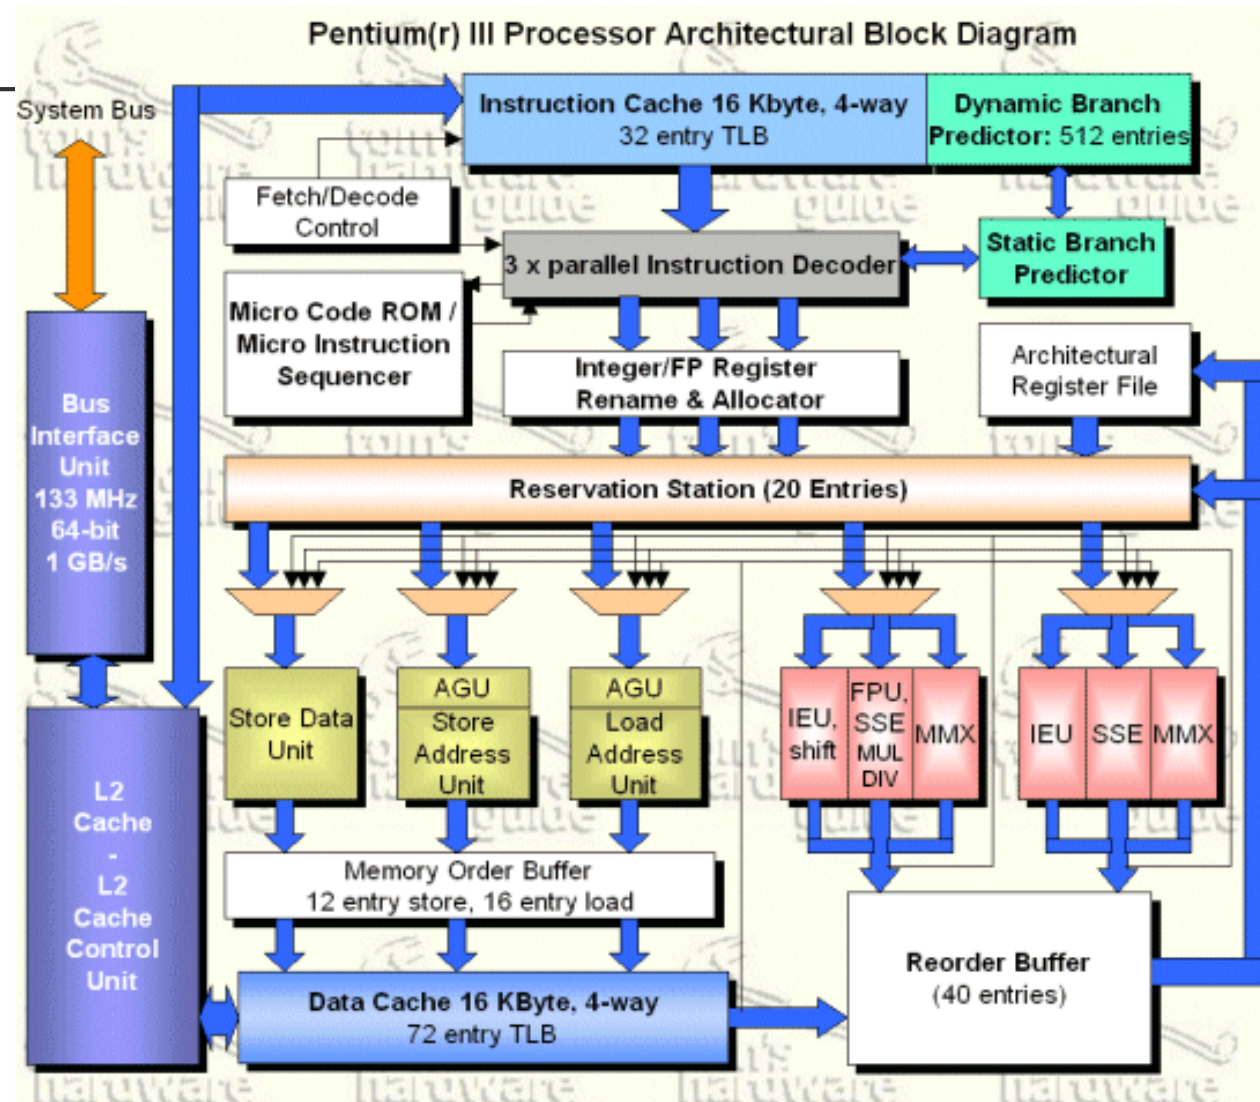 Pentium(r) III Processor Architectural Block Diagram
System Bus
Instruction Cache 16 Kbyte, 4-way
32 entry TLB
Dynamic Branch
Predictor: 512 entries
Fetch/Decode
Control
3 x parallel Instruction Decoder
Static Branch
Predictor
Micro Code ROM /
Micro Instruction
Sequencer
Integer/FP Register
Rename & Allocator
Architectural
Register File
Bus
Interface
Unit
133 MHz
64-bit
1 GB/s
Reservation Station (20 Entries)
Store Data
Unit
AGU
Store
Address
Unit
AGU
Load
Address
Unit
IEU,
shift
FPU,
SSE
MUL
DIV
MMX
IEU
SSE
MMX
L2
Cache
-
L2
Cache
Control
Unit
Memory Order Buffer
12 entry store, 16 entry load
Data Cache 16 KByte, 4-way
72 entry TLB
Reorder Buffer
(40 entries)